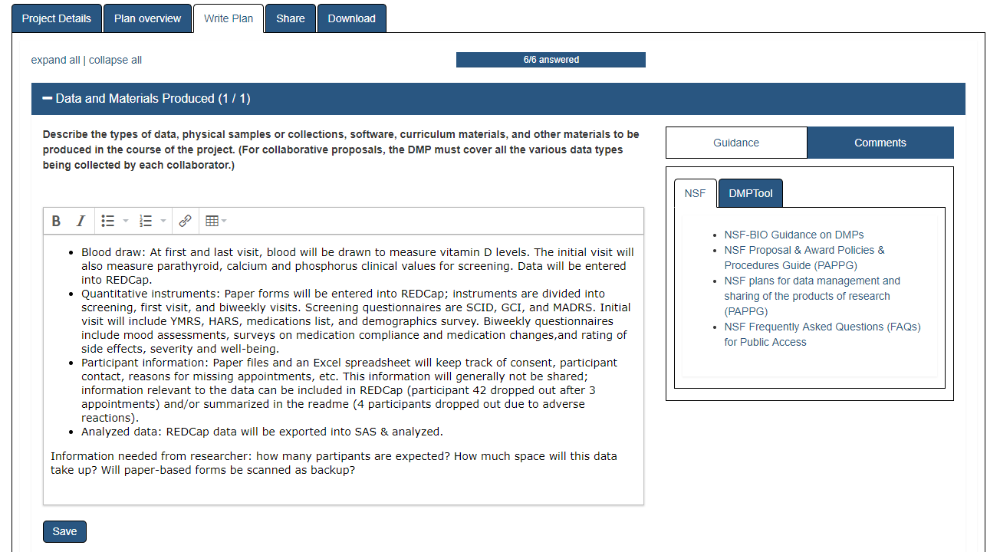 Project Details Plan overview Write Plan Share Download
expand all | collapse all
6/6 answered
Data and Materials Produced (1 / 1)
Describe the types of data, physical samples or collections, software, curriculum materials, and other materials to be
produced in the course of the project. (For collaborative proposals, the DMP must cover all the various data types
being collected by each collaborator.)
B I
• Blood draw: At first and last visit, blood will be drawn to measure vitamin D levels. The initial visit will
also measure parathyroid, calcium and phosphorus clinical values for screening. Data will be entered
into REDCap.
• Quantitative instruments: Paper forms will be entered into REDCap; instruments are divided into
screening, first visit, and biweekly visits. Screening questionnaires are SCID, GCI, and MADRS. Initial
visit will include YMRS, HARS, medications list, and demographics survey. Biweekly questionnaires
include mood assessments, surveys on medication compliance and medication changes,and rating of
side effects, severity and well-being.
• Participant information: Paper files and an Excel spreadsheet will keep track of consent, participant
contact, reasons for missing appointments, etc. This information will generally not be shared;
information relevant to the data can be included in REDCap (participant 42 dropped out after 3
appointments) and/or summarized in the readme (4 participants dropped out due to adverse
reactions).
• Analyzed data: REDCap data will be exported into SAS & analyzed.
Information needed from researcher: how many partipants are expected? How much space will this data
take up? Will paper-based forms be scanned as backup?
Save
Guidance Comments
NSF DMPTool
• NSF-BIO Guidance on DMPs
• NSF Proposal & Award Policies &
Procedures Guide (PAPPG)
• NSF plans for data management and
sharing of the products of research
(PAPPG)
• NSF Frequently Asked Questions (FAQs)
for Public Access